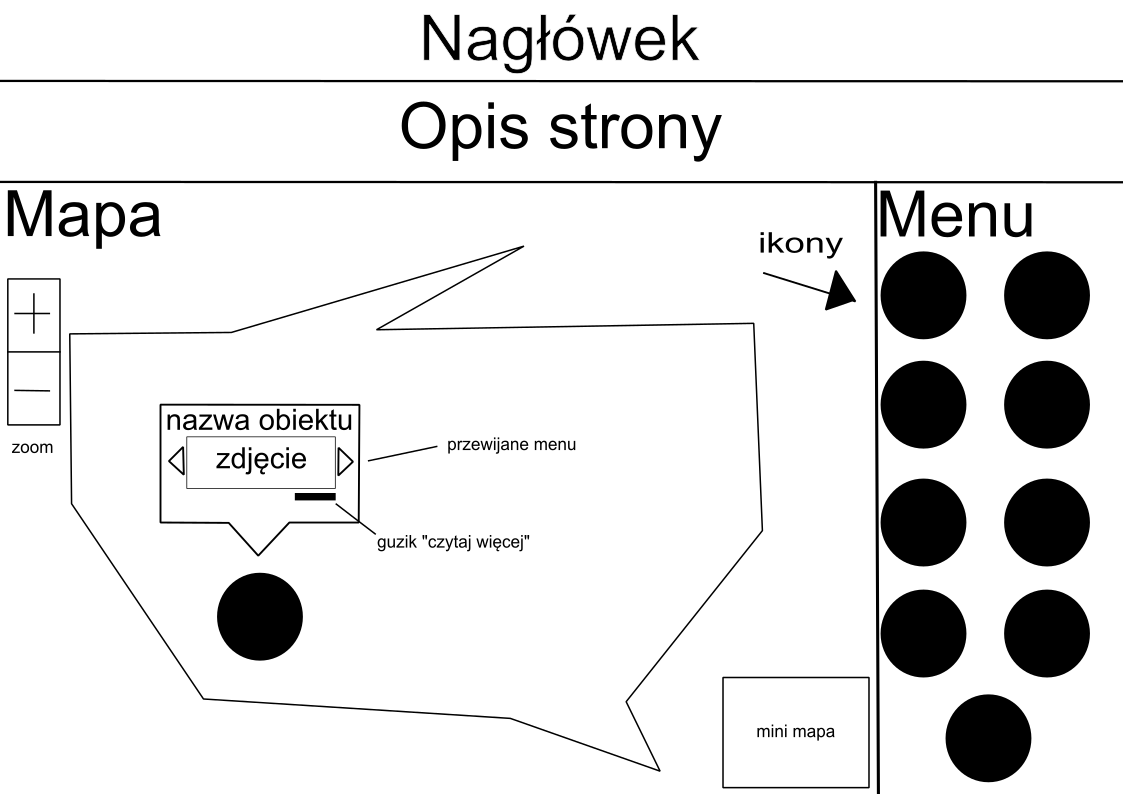 Nagłówek
Opis strony
Mapa
Menu
ikony
zoom
nazwa obiektu
zdjęcie
przewijane menu
guzik "czytaj więcej"
mini mapa